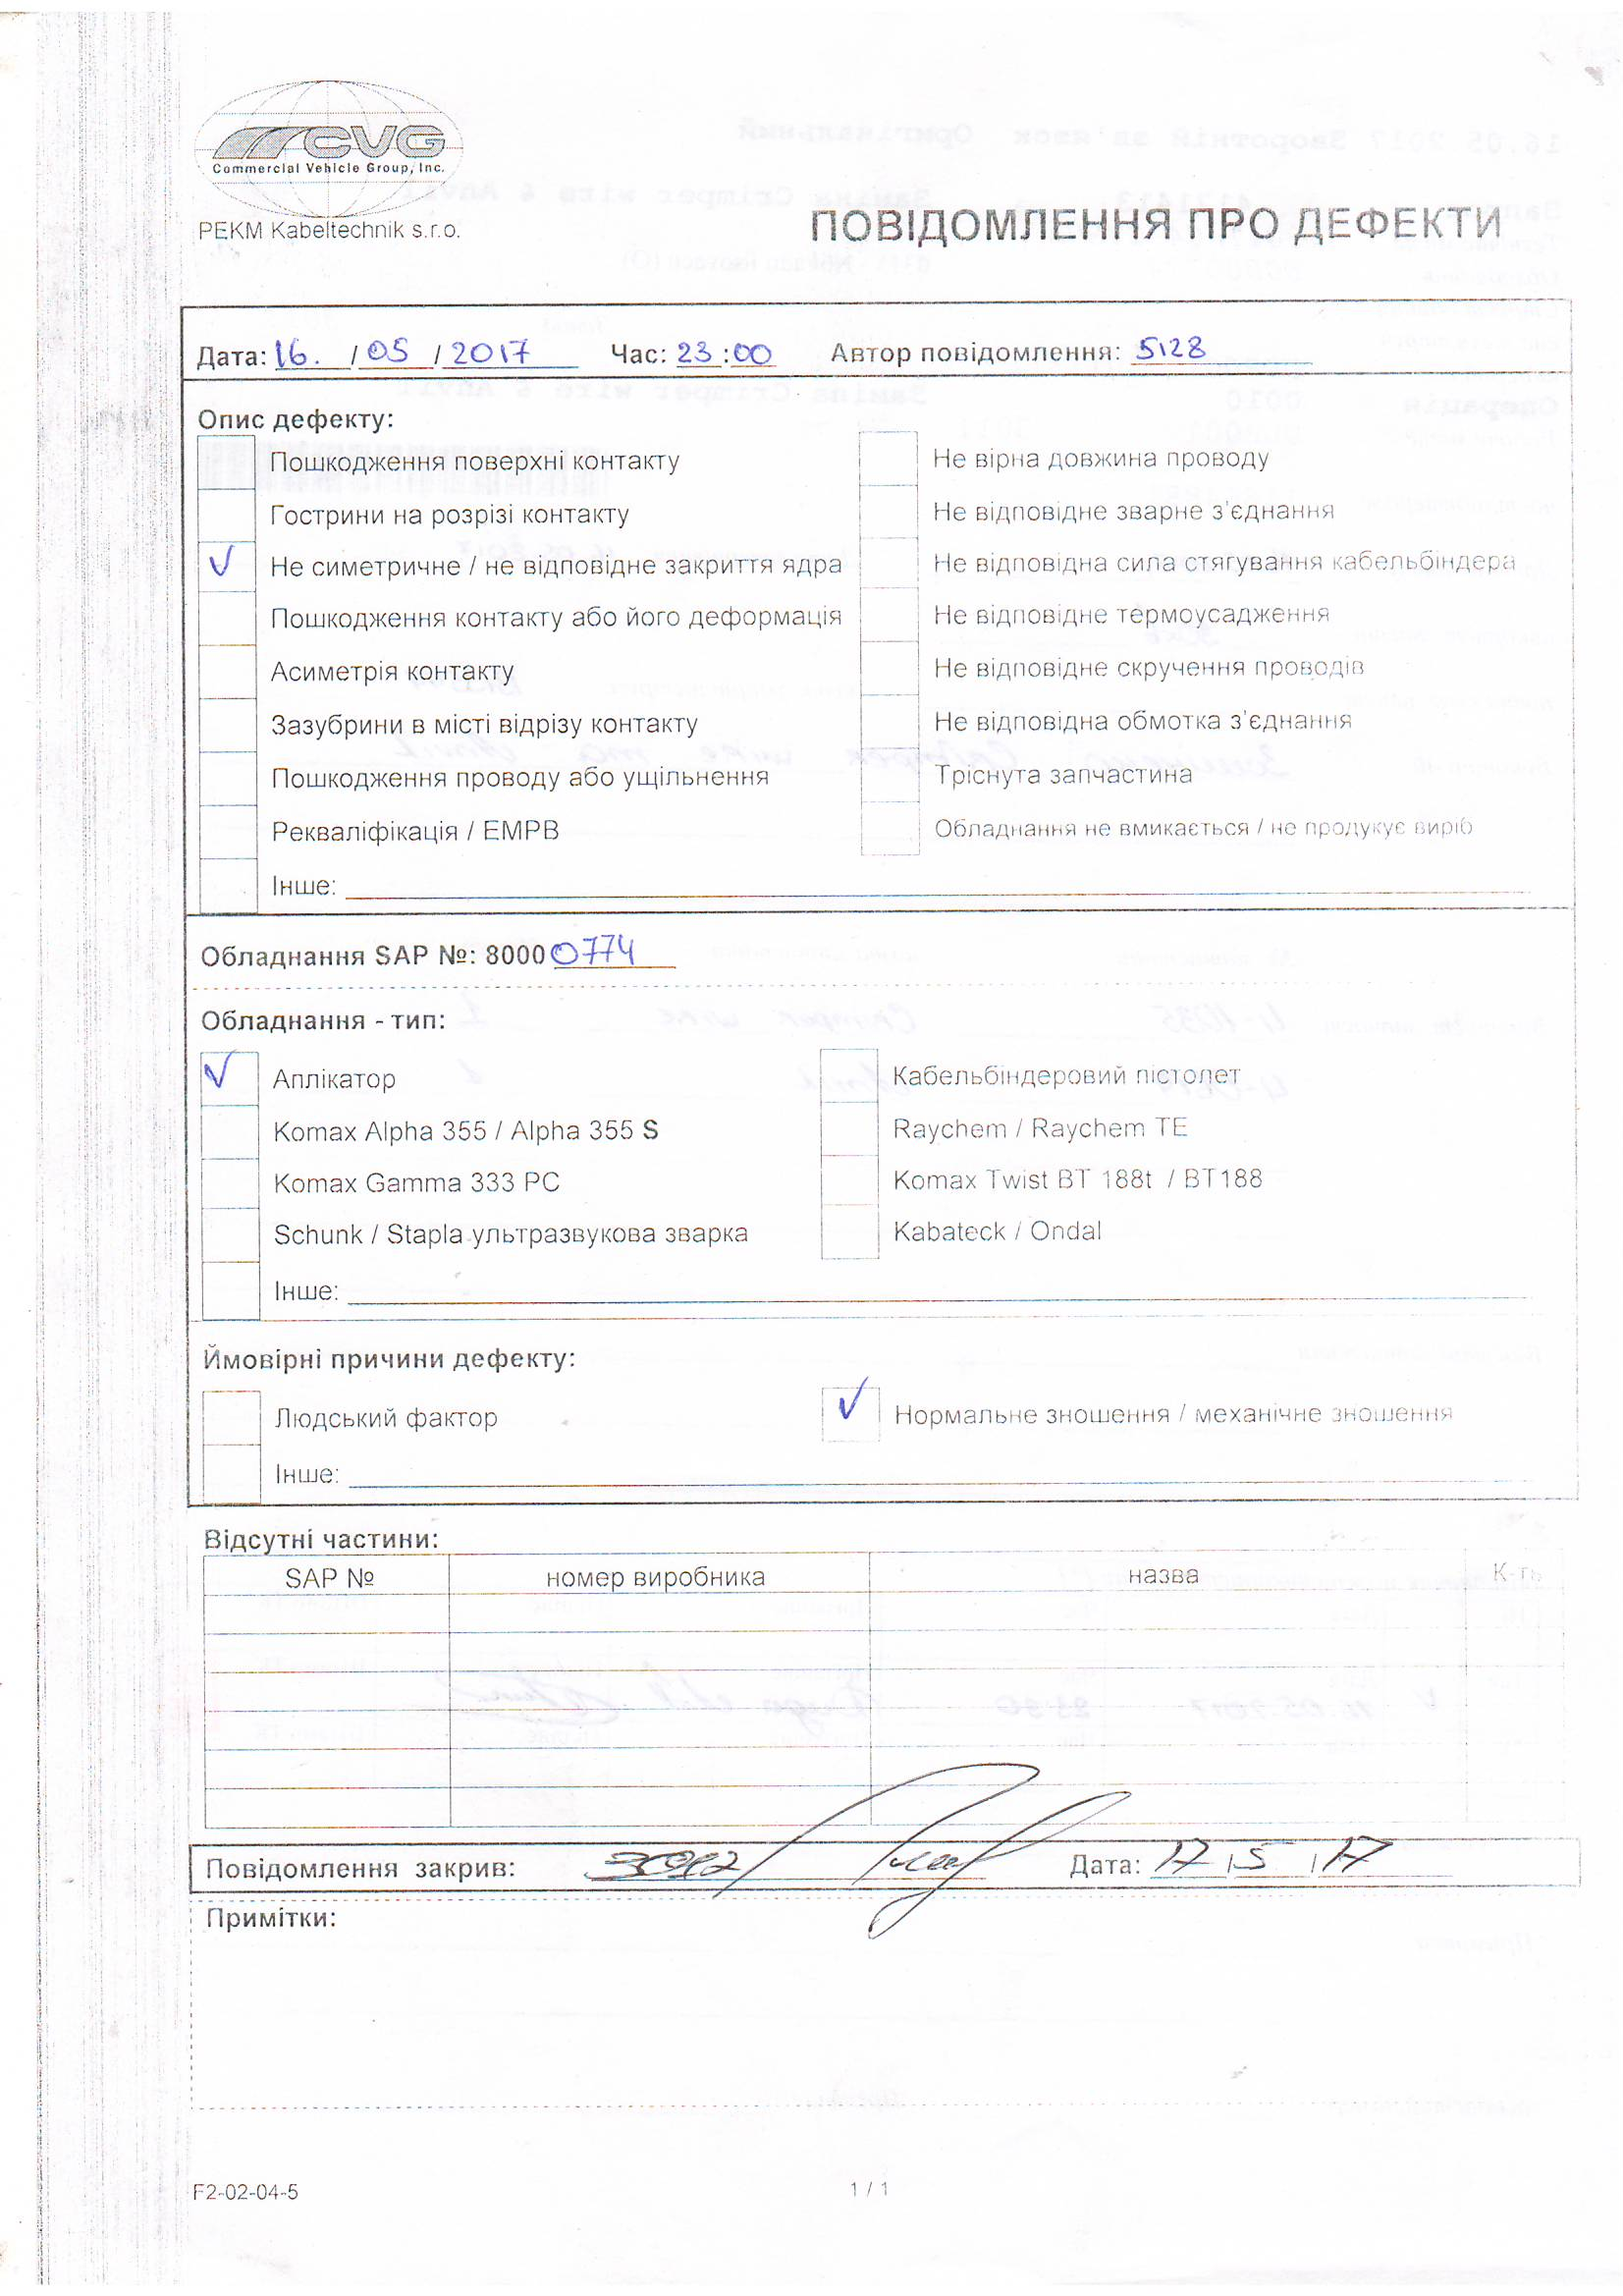 CVG
Commercial Vehicle Group, Inc.
PEKM Kabeltechnik s.r.o.
ПОВІДОМЛЕННЯ ПРО ДЕФЕКТИ
Дата: 16. / 05 / 2017 Час: 23 : 00 Автор повідомлення: 5128
Опис дефекту:
Пошкодження поверхні контакту Не вірна довжина проводу
Гострини на розрізі контакту Не відповідне зварне з'єднання
√ Не симетричне / не відповідне закриття ядра Не відповідна сила стягування кабельбіндера
Пошкодження контакту або його деформація Не відповідне термоусадження
Асиметрія контакту Не відповідне скручення проводів
Зазубрини в місті відрізу контакту Не відповідна обмотка з'єднання
Пошкодження проводу або ущільнення Тріснута запчастина
Рекваліфікація / EMPB Обладнання не вмикається / не продукує виріб
Інше:
Обладнання SAP №: 8000 0774
Обладнання - тип:
√ Аплікатор Кабельбіндеровий пістолет
Komax Alpha 355 / Alpha 355 S Raychem / Raychem TE
Komax Gamma 333 PC Komax Twist BT 188t / BT188
Schunk / Stapla ультразвукова зварка Kabateck / Ondal
Інше:
Ймовірні причини дефекту:
Людський фактор √ Нормальне зношення / механічне зношення
Інше:
Відсутні частини:
SAP № номер виробника назва К-ть
Повідомлення закрив: Дата: 17 / 5 / 17
Примітки:
F2-02-04-5 1 / 1